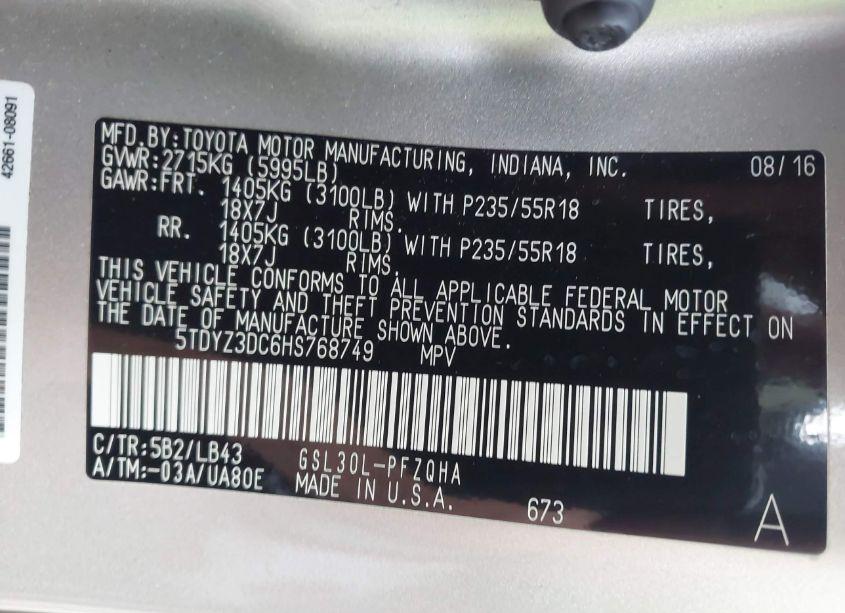 42661-08091
MFD.BY:TOYOTA MOTOR MANUFACTURING, INDIANA, INC. 08/16
GVWR:2715KG (5995LB)
GAWR:FRT. 1405KG (3100LB) WITH P235/55R18 TIRES,
18X7J RIMS.
RR. 1405KG (3100LB) WITH P235/55R18 TIRES,
18X7J RIMS.
THIS VEHICLE CONFORMS TO ALL APPLICABLE FEDERAL MOTOR
VEHICLE SAFETY AND THEFT PREVENTION STANDARDS IN EFFECT ON
THE DATE OF MANUFACTURE SHOWN ABOVE.
5TDYZ3DC6HS768749 MPV
C/TR:5B2/LB43 GSL30L-PFZQHA
A/TM:-03A/UA80E MADE IN U.S.A. 673 A